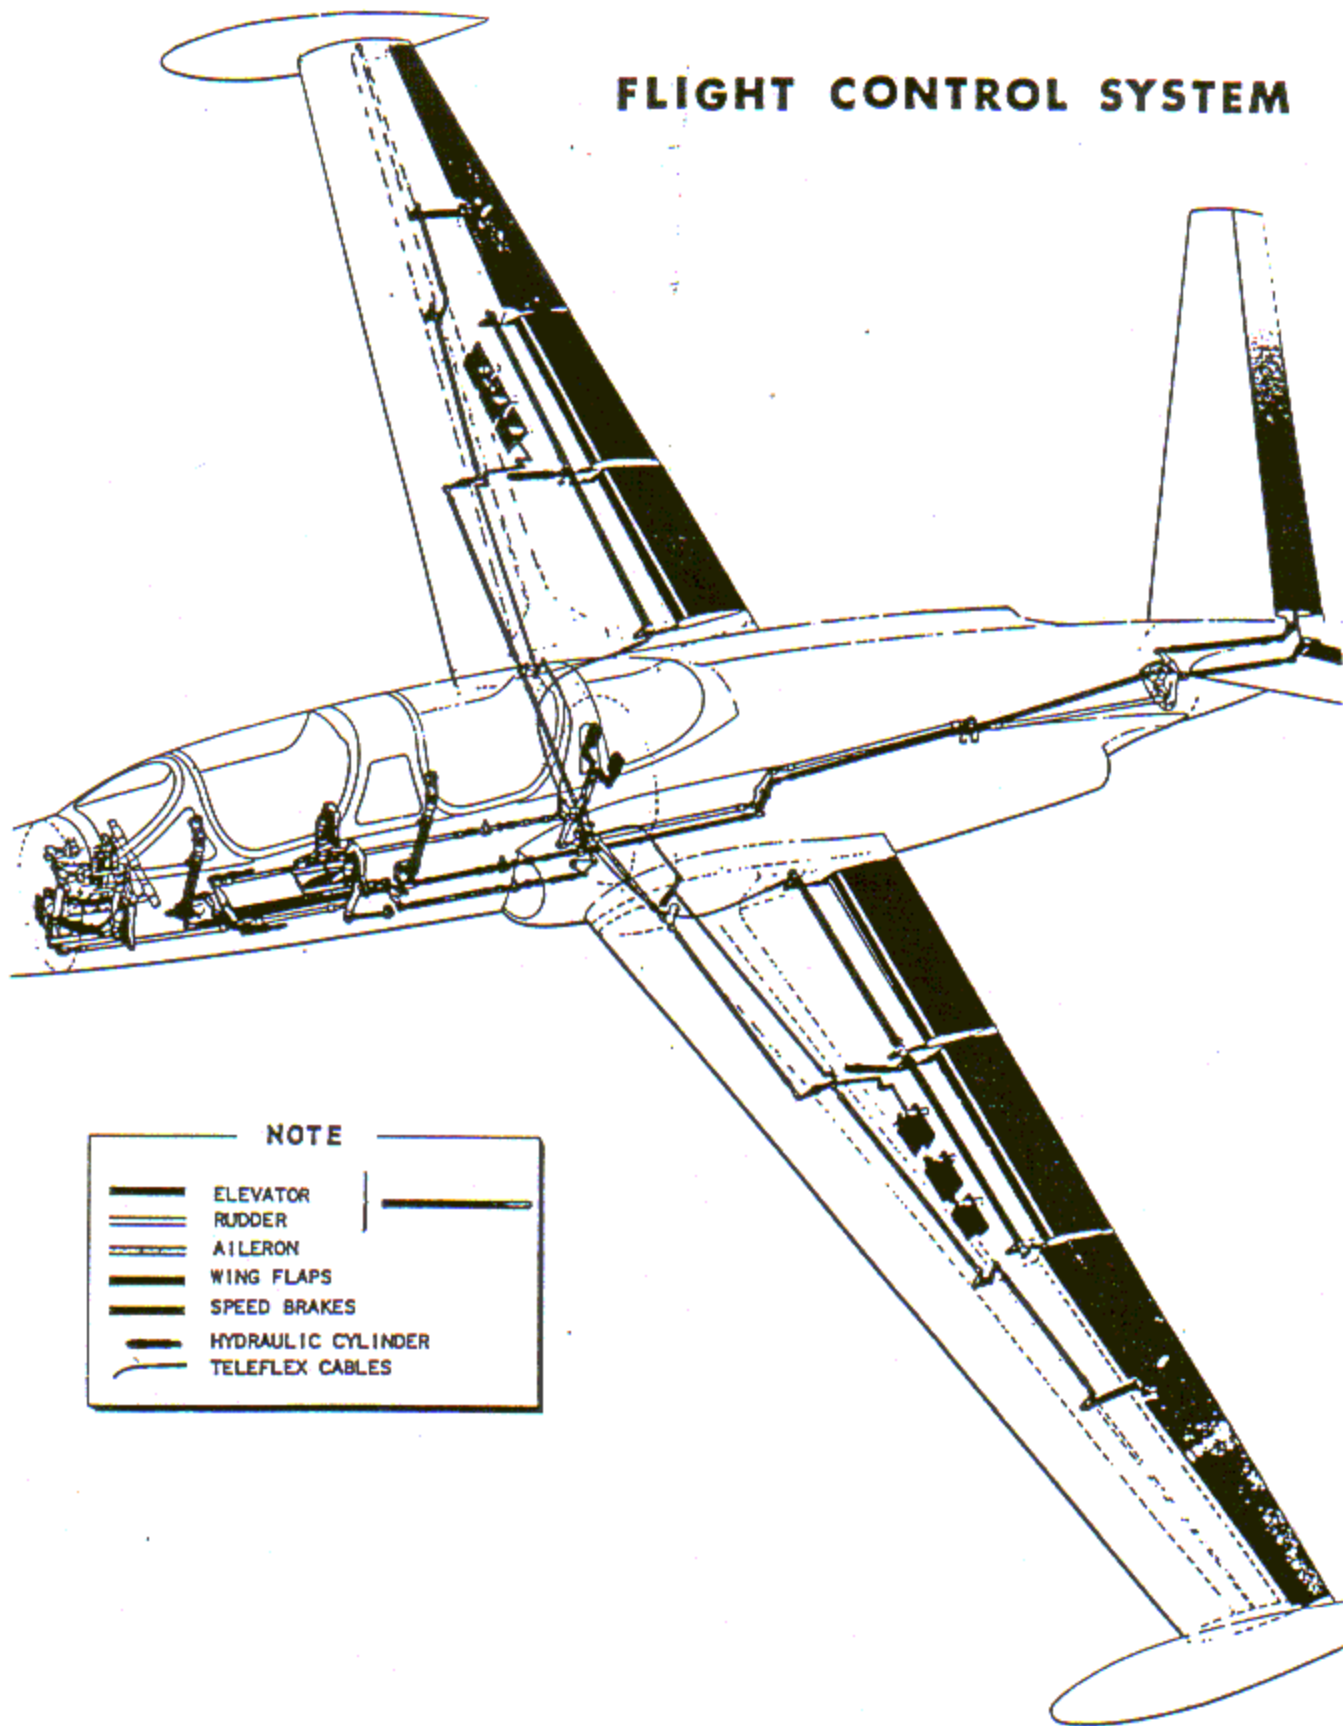 FLIGHT CONTROL SYSTEM
NOTE
ELEVATOR
RUDDER
AILERON
WING FLAPS
SPEED BRAKES
HYDRAULIC CYLINDER
TELEFLEX CABLES